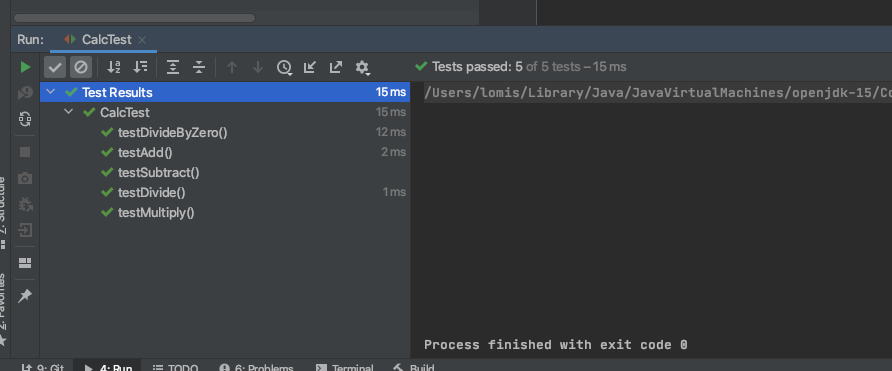 Run: CalcTest
Tests passed: 5 of 5 tests – 15 ms
Test Results 15 ms
CalcTest 15 ms
testDivideByZero() 12 ms
testAdd() 2 ms
testSubtract()
testDivide() 1 ms
testMultiply()
/Users/lomis/Library/Java/JavaVirtualMachines/openjdk-15/Co
Process finished with exit code 0
Z: Structure
2: Favorites
9: Git 4: Run TODO 6: Problems Terminal Build